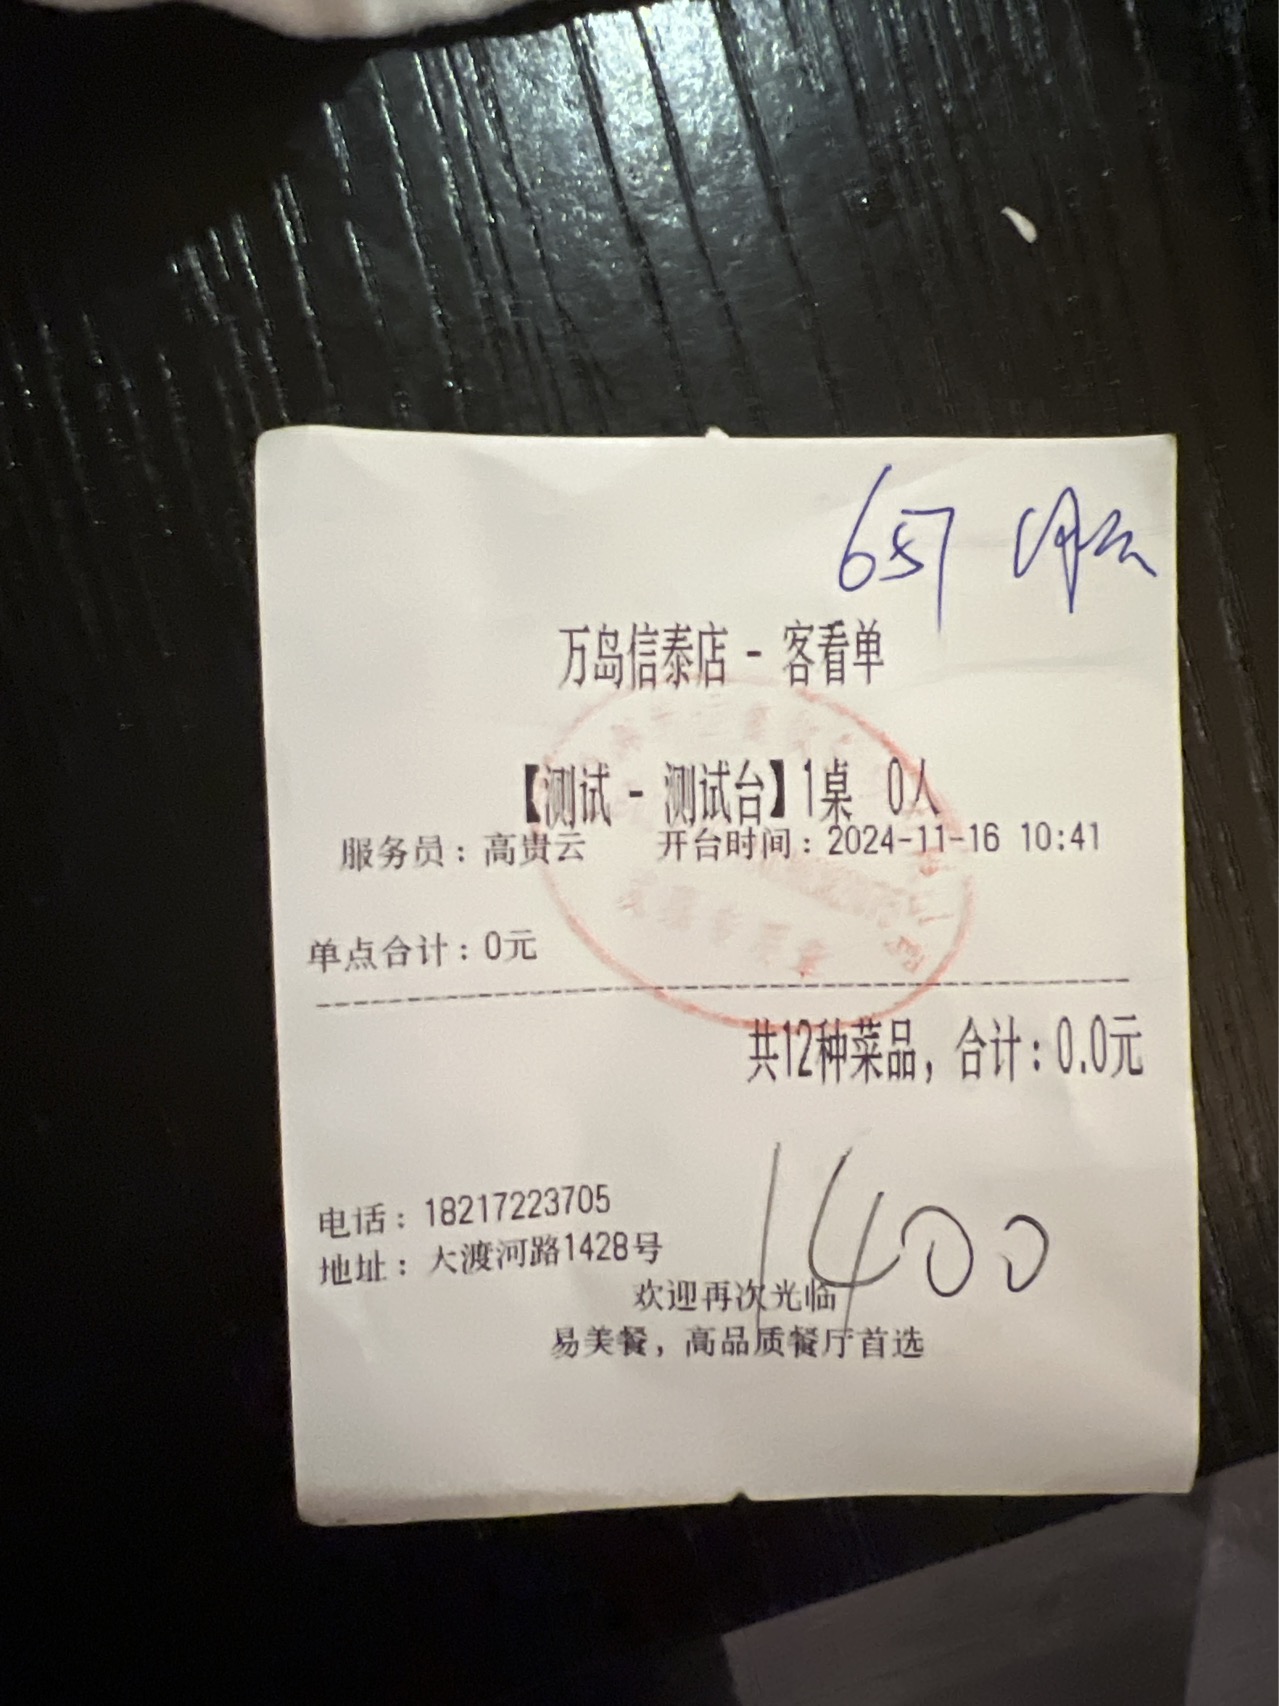 657
万岛信泰店 - 客看单
【测试 - 测试台】1桌 0人
服务员：高贵云 开台时间：2024-11-16 10:41
单点合计：0元
共12种菜品，合计：0.0元
1400
电话：18217223705
地址：大渡河路1428号
欢迎再次光临
易美餐，高品质餐厅首选